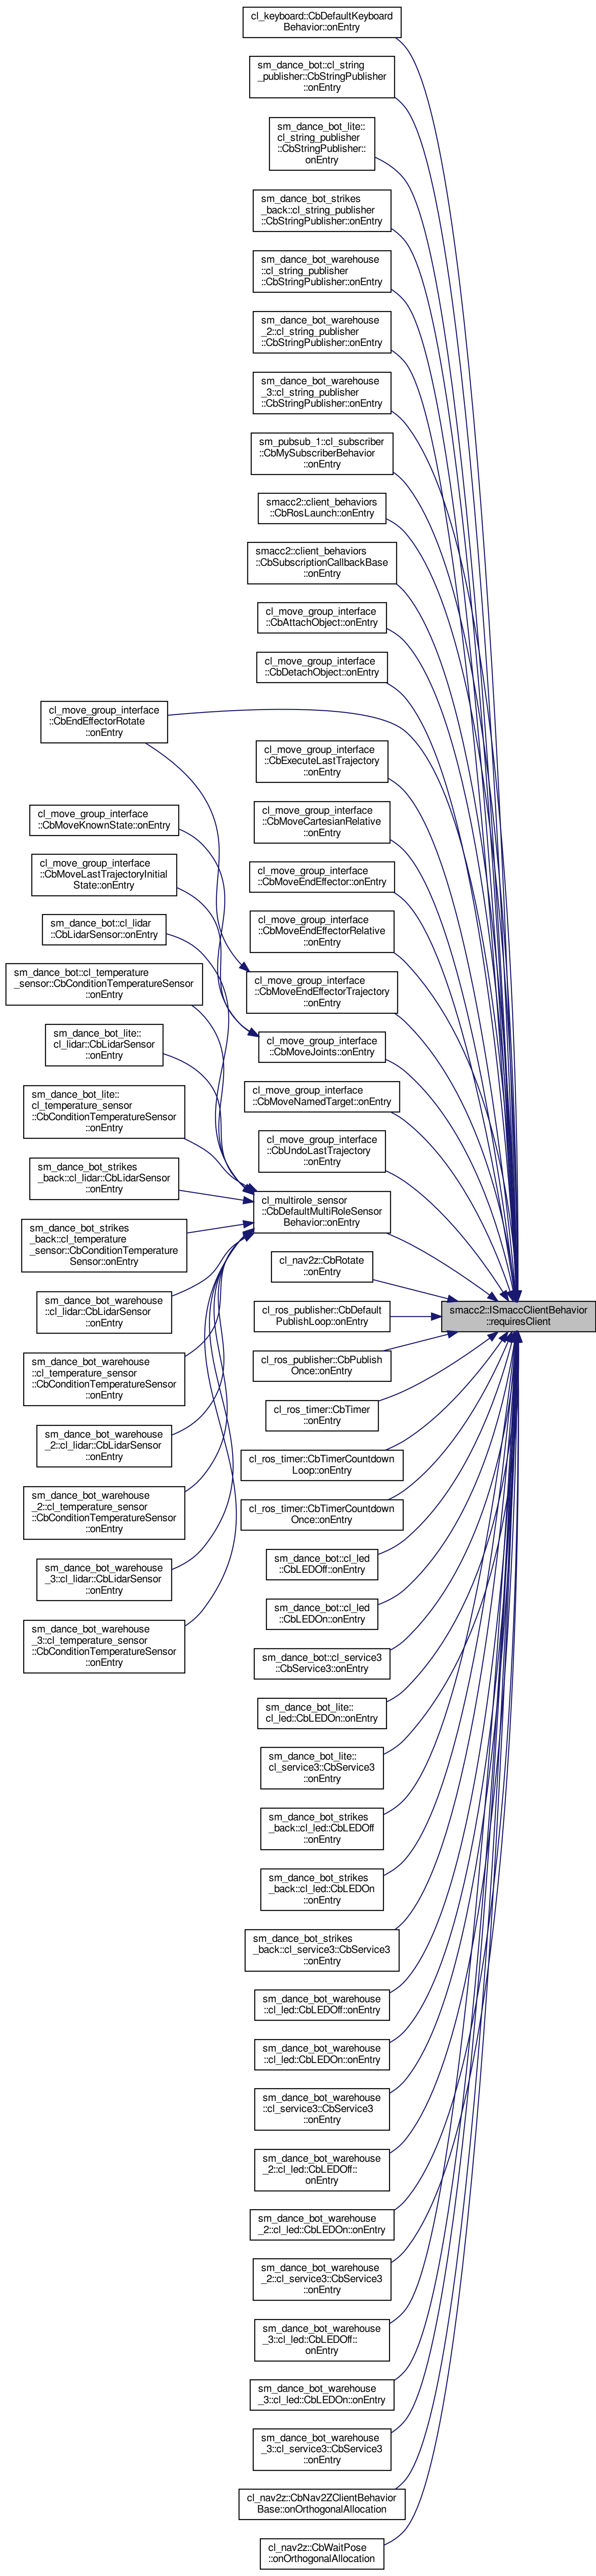 cl_keyboard::CbDefaultKeyboard
Behavior::onEntry
sm_dance_bot::cl_string
_publisher::CbStringPublisher
::onEntry
sm_dance_bot_lite::
cl_string_publisher
::CbStringPublisher::
onEntry
sm_dance_bot_strikes
_back::cl_string_publisher
::CbStringPublisher::onEntry
sm_dance_bot_warehouse
::cl_string_publisher
::CbStringPublisher::onEntry
sm_dance_bot_warehouse
_2::cl_string_publisher
::CbStringPublisher::onEntry
sm_dance_bot_warehouse
_3::cl_string_publisher
::CbStringPublisher::onEntry
sm_pubsub_1::cl_subscriber
::CbMySubscriberBehavior
::onEntry
smacc2::client_behaviors
::CbRosLaunch::onEntry
smacc2::client_behaviors
::CbSubscriptionCallbackBase
::onEntry
cl_move_group_interface
::CbAttachObject::onEntry
cl_move_group_interface
::CbDetachObject::onEntry
cl_move_group_interface
::CbEndEffectorRotate
::onEntry
cl_move_group_interface
::CbExecuteLastTrajectory
::onEntry
cl_move_group_interface
::CbMoveCartesianRelative
::onEntry
cl_move_group_interface
::CbMoveKnownState::onEntry
cl_move_group_interface
::CbMoveLastTrajectoryInitial
State::onEntry
cl_move_group_interface
::CbMoveEndEffector::onEntry
cl_move_group_interface
::CbMoveEndEffectorRelative
::onEntry
sm_dance_bot::cl_lidar
::CbLidarSensor::onEntry
sm_dance_bot::cl_temperature
_sensor::CbConditionTemperatureSensor
::onEntry
cl_move_group_interface
::CbMoveEndEffectorTrajectory
::onEntry
sm_dance_bot_lite::
cl_lidar::CbLidarSensor
::onEntry
cl_move_group_interface
::CbMoveJoints::onEntry
sm_dance_bot_lite::
cl_temperature_sensor
::CbConditionTemperatureSensor
::onEntry
cl_move_group_interface
::CbMoveNamedTarget::onEntry
cl_move_group_interface
::CbUndoLastTrajectory
::onEntry
sm_dance_bot_strikes
_back::cl_lidar::CbLidarSensor
::onEntry
cl_multirole_sensor
::CbDefaultMultiRoleSensor
Behavior::onEntry
sm_dance_bot_strikes
_back::cl_temperature
_sensor::CbConditionTemperature
Sensor::onEntry
cl_nav2z::CbRotate
::onEntry
sm_dance_bot_warehouse
::cl_lidar::CbLidarSensor
::onEntry
cl_ros_publisher::CbDefault
PublishLoop::onEntry
smacc2::ISmaccClientBehavior
::requiresClient
sm_dance_bot_warehouse
::cl_temperature_sensor
::CbConditionTemperatureSensor
::onEntry
cl_ros_publisher::CbPublish
Once::onEntry
cl_ros_timer::CbTimer
::onEntry
sm_dance_bot_warehouse
_2::cl_lidar::CbLidarSensor
::onEntry
cl_ros_timer::CbTimerCountdown
Loop::onEntry
sm_dance_bot_warehouse
_2::cl_temperature_sensor
::CbConditionTemperatureSensor
::onEntry
cl_ros_timer::CbTimerCountdown
Once::onEntry
sm_dance_bot_warehouse
_3::cl_lidar::CbLidarSensor
::onEntry
sm_dance_bot::cl_led
::CbLEDOff::onEntry
sm_dance_bot::cl_led
::CbLEDOn::onEntry
sm_dance_bot_warehouse
_3::cl_temperature_sensor
::CbConditionTemperatureSensor
::onEntry
sm_dance_bot::cl_service3
::CbService3::onEntry
sm_dance_bot_lite::
cl_led::CbLEDOn::onEntry
sm_dance_bot_lite::
cl_service3::CbService3
::onEntry
sm_dance_bot_strikes
_back::cl_led::CbLEDOff
::onEntry
sm_dance_bot_strikes
_back::cl_led::CbLEDOn
::onEntry
sm_dance_bot_strikes
_back::cl_service3::CbService3
::onEntry
sm_dance_bot_warehouse
::cl_led::CbLEDOff::onEntry
sm_dance_bot_warehouse
::cl_led::CbLEDOn::onEntry
sm_dance_bot_warehouse
::cl_service3::CbService3
::onEntry
sm_dance_bot_warehouse
_2::cl_led::CbLEDOff::
onEntry
sm_dance_bot_warehouse
_2::cl_led::CbLEDOn::onEntry
sm_dance_bot_warehouse
_2::cl_service3::CbService3
::onEntry
sm_dance_bot_warehouse
_3::cl_led::CbLEDOff::
onEntry
sm_dance_bot_warehouse
_3::cl_led::CbLEDOn::onEntry
sm_dance_bot_warehouse
_3::cl_service3::CbService3
::onEntry
cl_nav2z::CbNav2ZClientBehavior
Base::onOrthogonalAllocation
cl_nav2z::CbWaitPose
::onOrthogonalAllocation